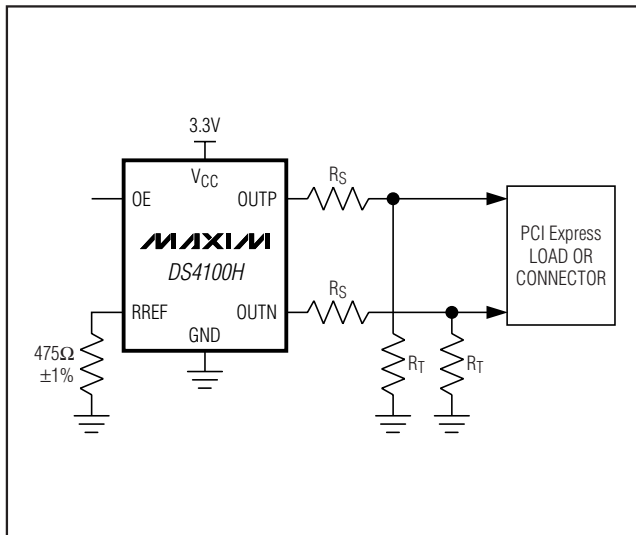 3.3V
VCC
OE
OUTP
RS
MAXIM
DS4100H
PCI Express
LOAD OR
CONNECTOR
RREF
OUTN
RS
GND
475Ω
±1%
RT
RT